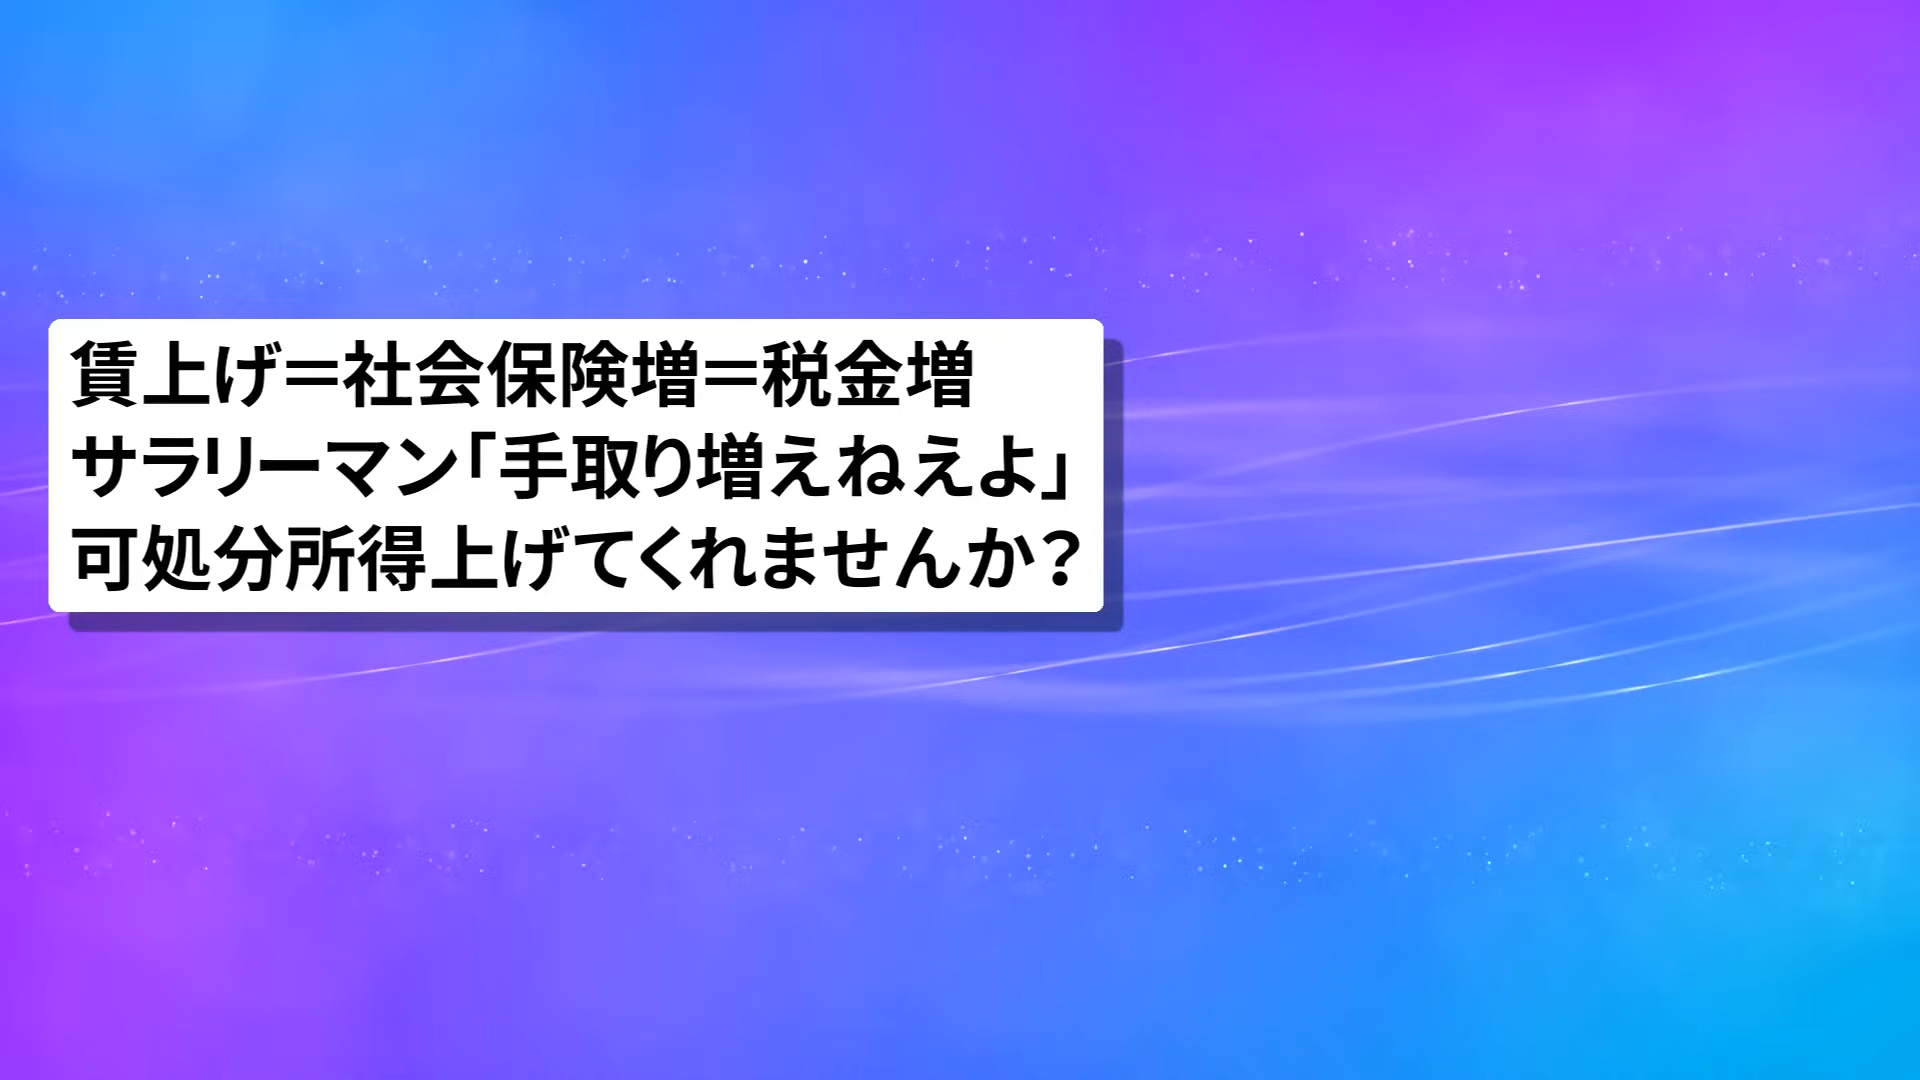 賃上げ＝社会保険増＝税金増
サラリーマン「手取り増えねえよ」
可処分所得上げてくれませんか？